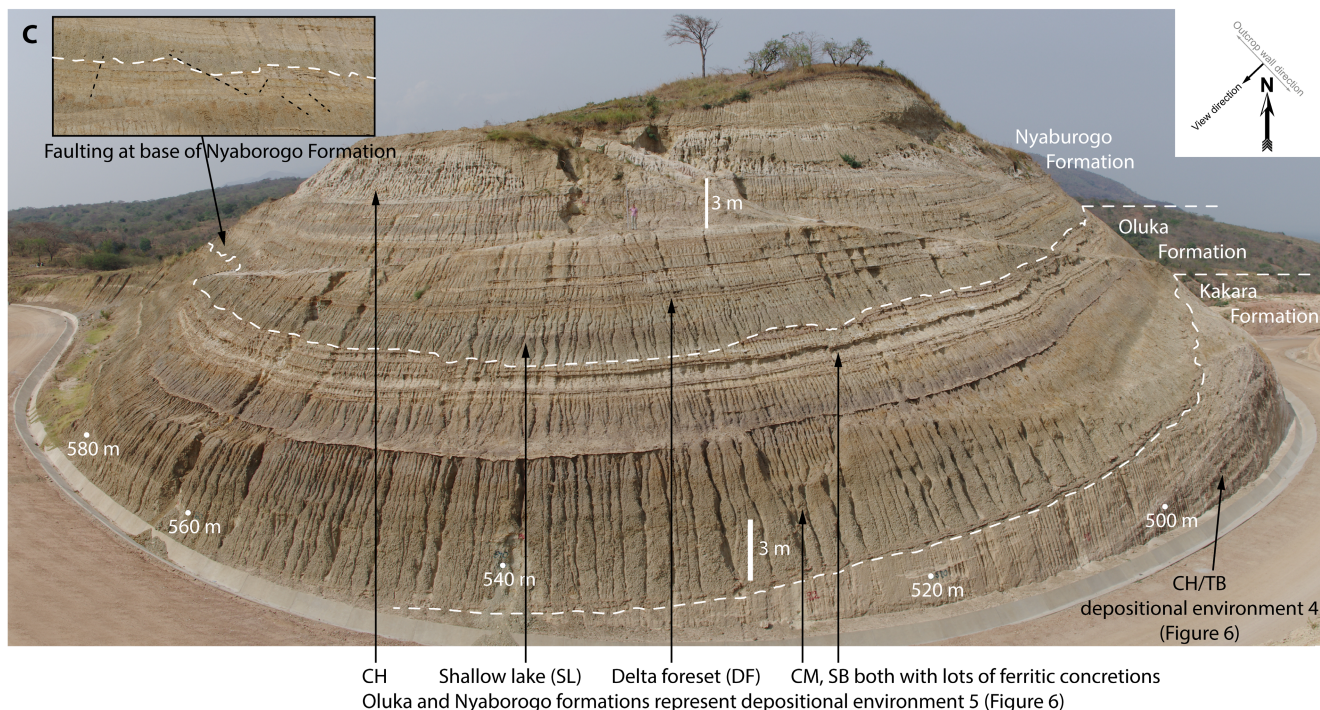 C
Faulting at base of Nyaborogo Formation
Outcrop wall direction
View direction
N
Nyaburogo
Formation
3 m
Oluka
Formation
Kakara
Formation
580 m
560 m
540 m
3 m
520 m
500 m
CH/TB
depositional environment 4
(Figure 6)
CH Shallow lake (SL) Delta foreset (DF) CM, SB both with lots of ferritic concretions
Oluka and Nyaborogo formations represent depositional environment 5 (Figure 6)